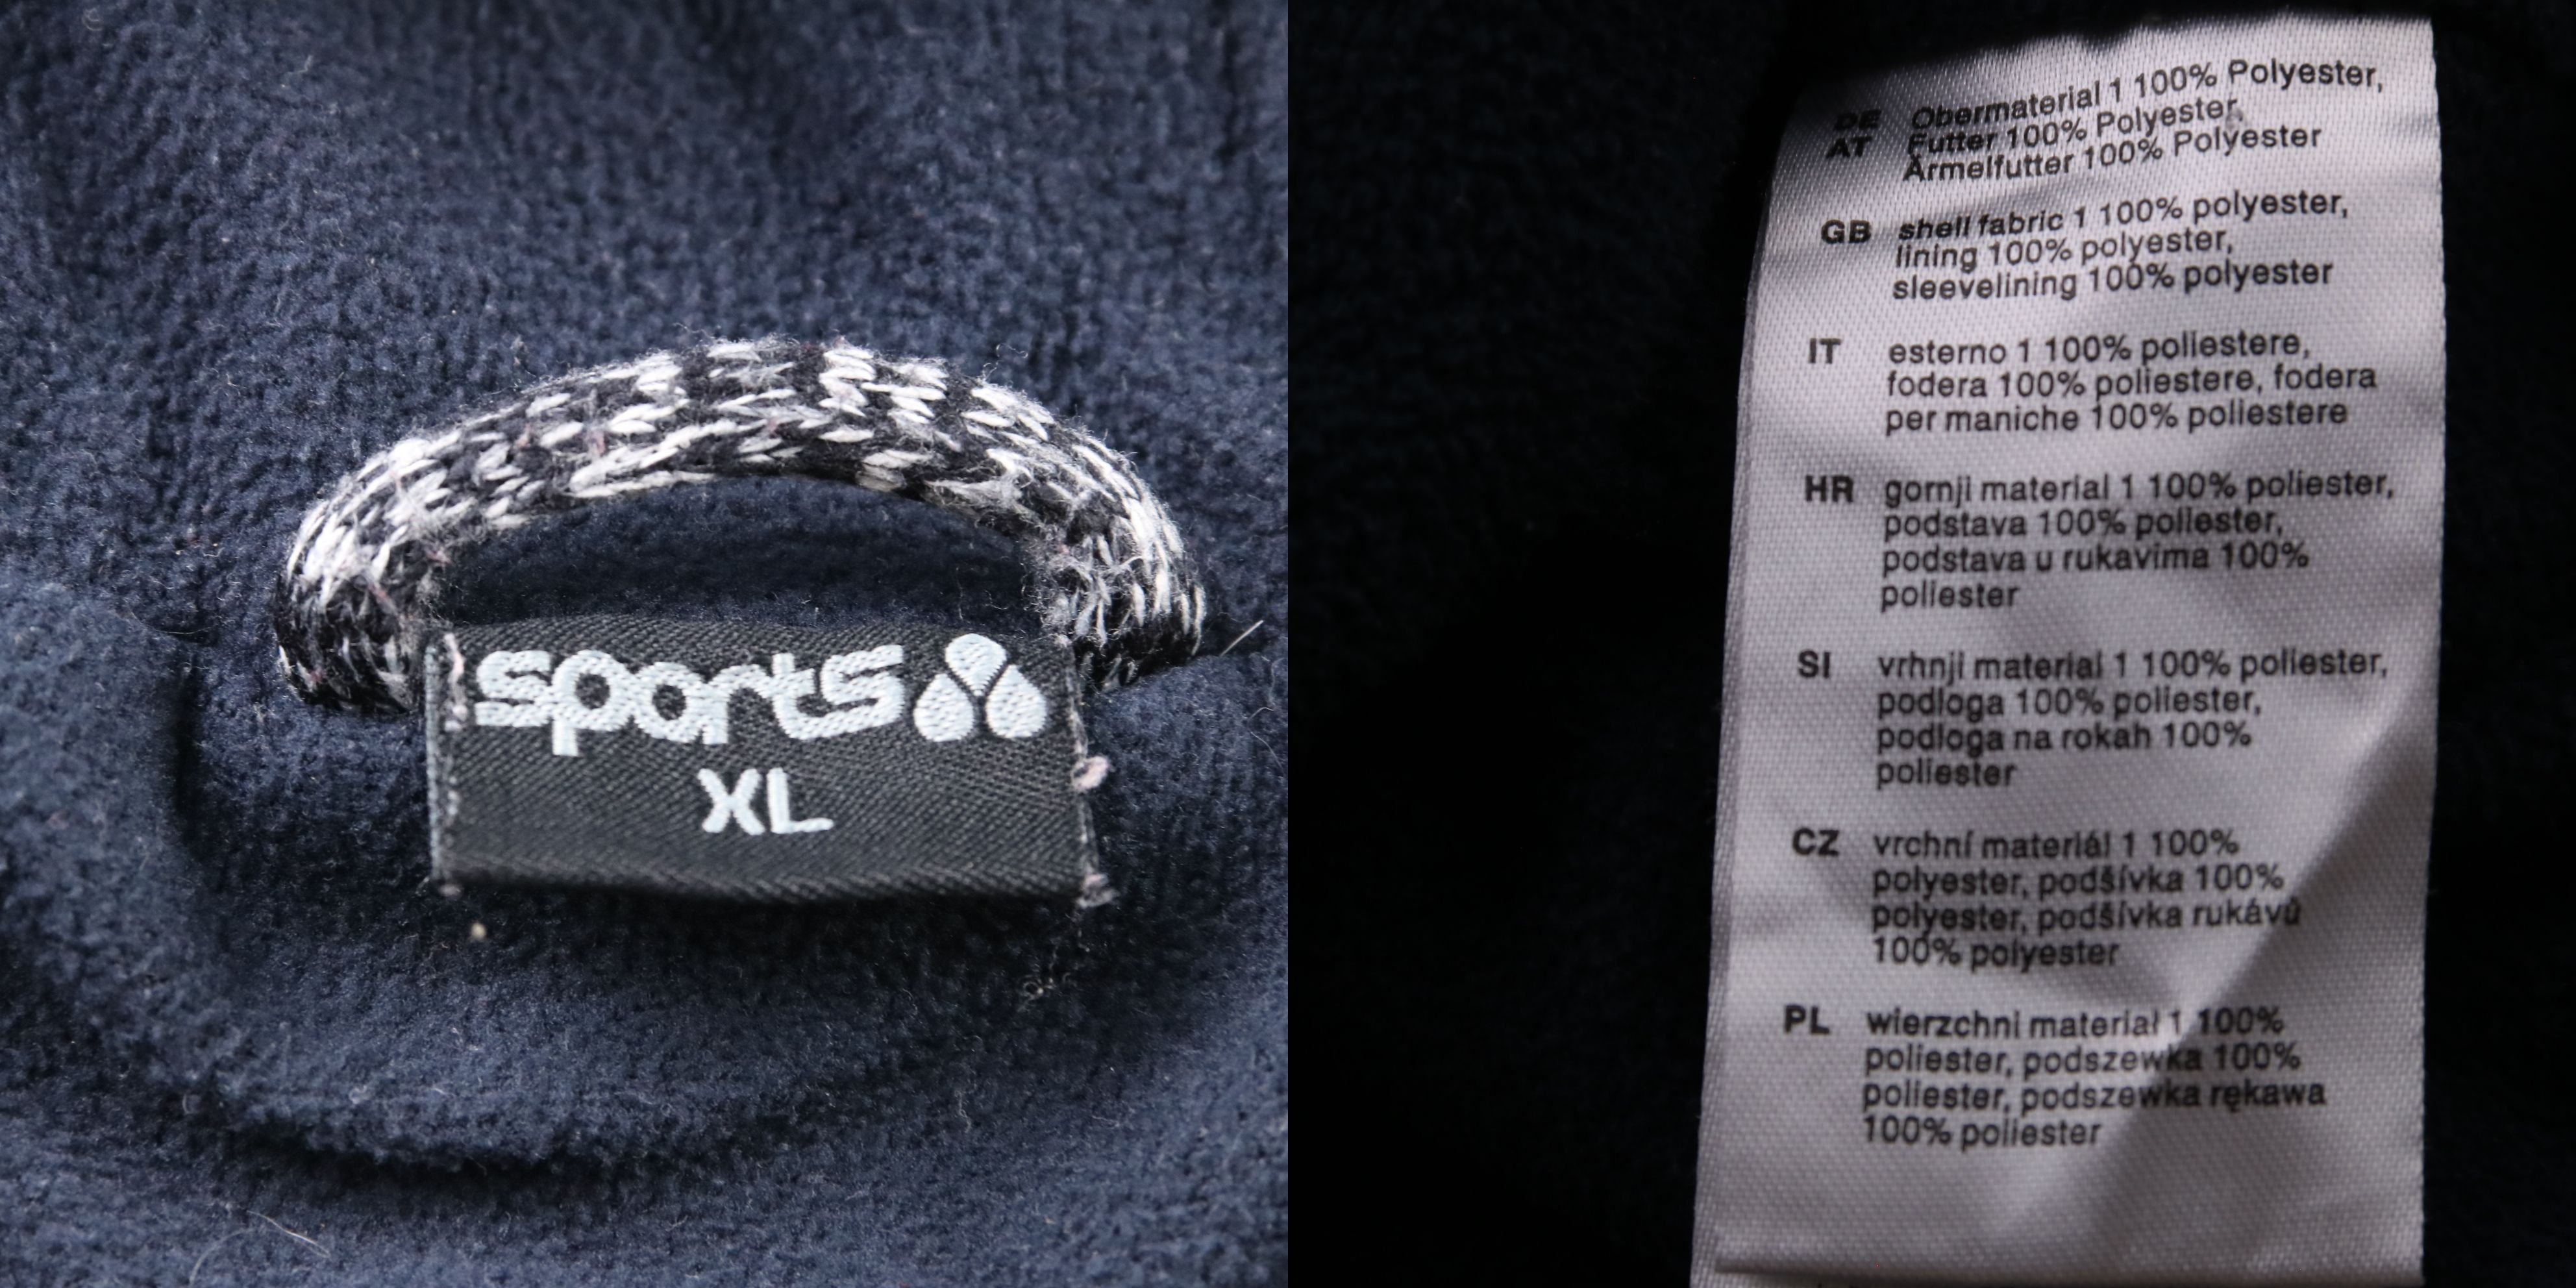 sports
XL
DE Obermaterial 1 100% Polyester,
AT Futter 100% Polyester,
Ärmelfutter 100% Polyester
GB shell fabric 1 100% polyester,
lining 100% polyester,
sleevelining 100% polyester
IT esterno 1 100% poliestere,
fodera 100% poliestere, fodera
per maniche 100% poliestere
HR gornji material 1 100% poliester,
podstava 100% poliester,
podstava u rukavima 100%
poliester
SI vrhnji material 1 100% poliester,
podloga 100% poliester,
podloga na rokah 100%
poliester
CZ vrchní materiál 1 100%
polyester, podšívka 100%
polyester, podšívka rukávů
100% polyester
PL wierzchni materiał 1 100%
poliester, podszewka 100%
poliester, podszewka rękawa
100% poliester